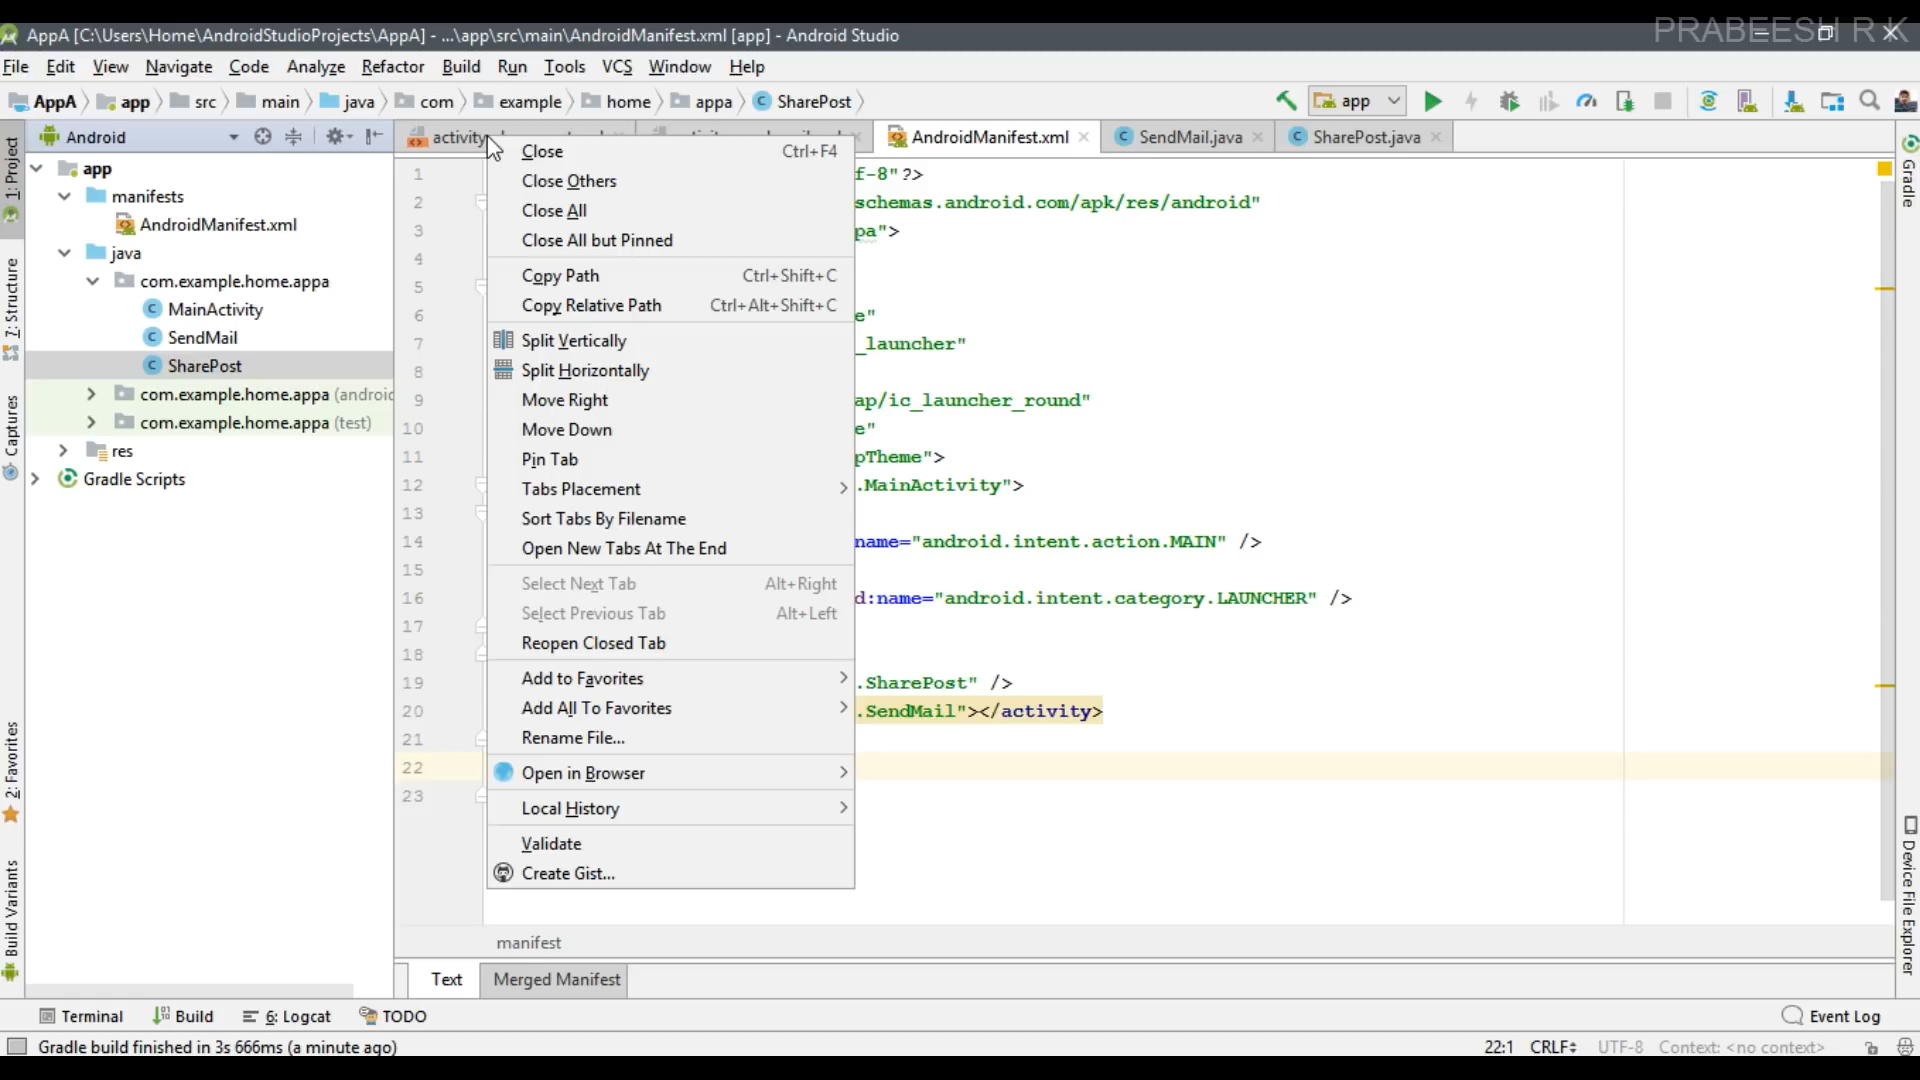 PRABEESH R K
AppA [C:\Users\Home\AndroidStudioProjects\AppA] - ...\app\src\main\AndroidManifest.xml [app] - Android Studio
File Edit View Navigate Code Analyze Refactor Build Run Tools VCS Window Help
AppA app src main java com example home appa SharePost app
Android
activity
AndroidManifest.xml
SendMail.java
SharePost.java
1: Project
7: Structure
Captures
2: Favorites
Build Variants
app
manifests
AndroidManifest.xml
java
com.example.home.appa
MainActivity
SendMail
SharePost
com.example.home.appa (androidc
com.example.home.appa (test)
res
Gradle Scripts
Close Ctrl+F4
Close Others
Close All
Close All but Pinned
Copy Path Ctrl+Shift+C
Copy Relative Path Ctrl+Alt+Shift+C
Split Vertically
Split Horizontally
Move Right
Move Down
Pin Tab
Tabs Placement
Sort Tabs By Filename
Open New Tabs At The End
Select Next Tab Alt+Right
Select Previous Tab Alt+Left
Reopen Closed Tab
Add to Favorites
Add All To Favorites
Rename File...
Open in Browser
Local History
Validate
Create Gist...
1 f-8"?>
2 schemas.android.com/apk/res/android"
3 pa">
4
5
6 e"
7 _launcher"
8
9 ap/ic_launcher_round"
10 e"
11 pTheme">
12 .MainActivity">
13
14 name="android.intent.action.MAIN" />
15
16 d:name="android.intent.category.LAUNCHER" />
17
18
19 .SharePost" />
20 .SendMail"></activity>
21
22
23
manifest
Text Merged Manifest
Gradle
Device File Explorer
Terminal Build 6: Logcat TODO Event Log
Gradle build finished in 3s 666ms (a minute ago) 22:1 CRLF UTF-8 Context: <no context>